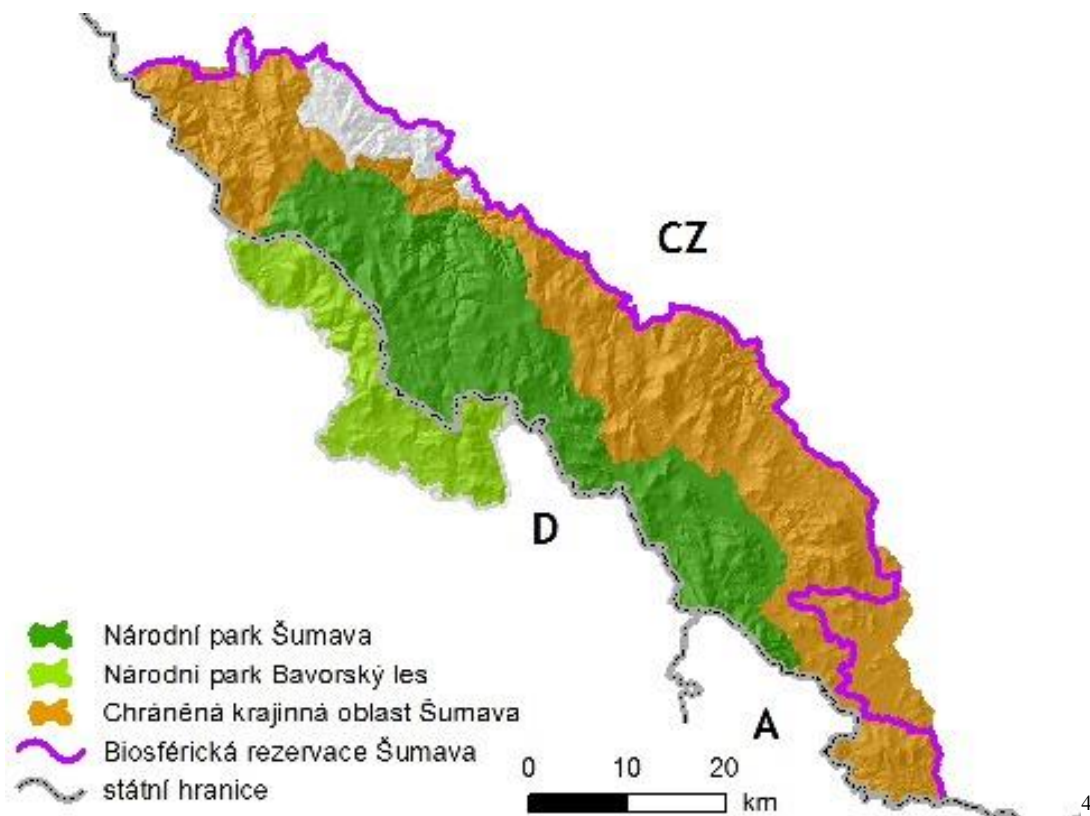 CZ
D
Národní park Šumava
Národní park Bavorský les
Chráněná krajinná oblast Šumava
Biosférická rezervace Šumava
státní hranice
A
0 10 20
km
4